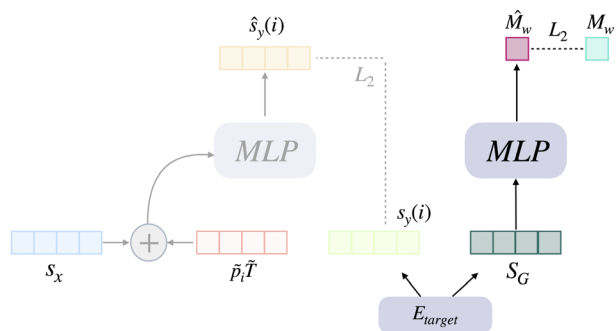 ŝ_y(i)
M̂_w
L_2
M_w
L_2
MLP
MLP
s_y(i)
+
s_x
p̃_i T̃
S_G
E_target